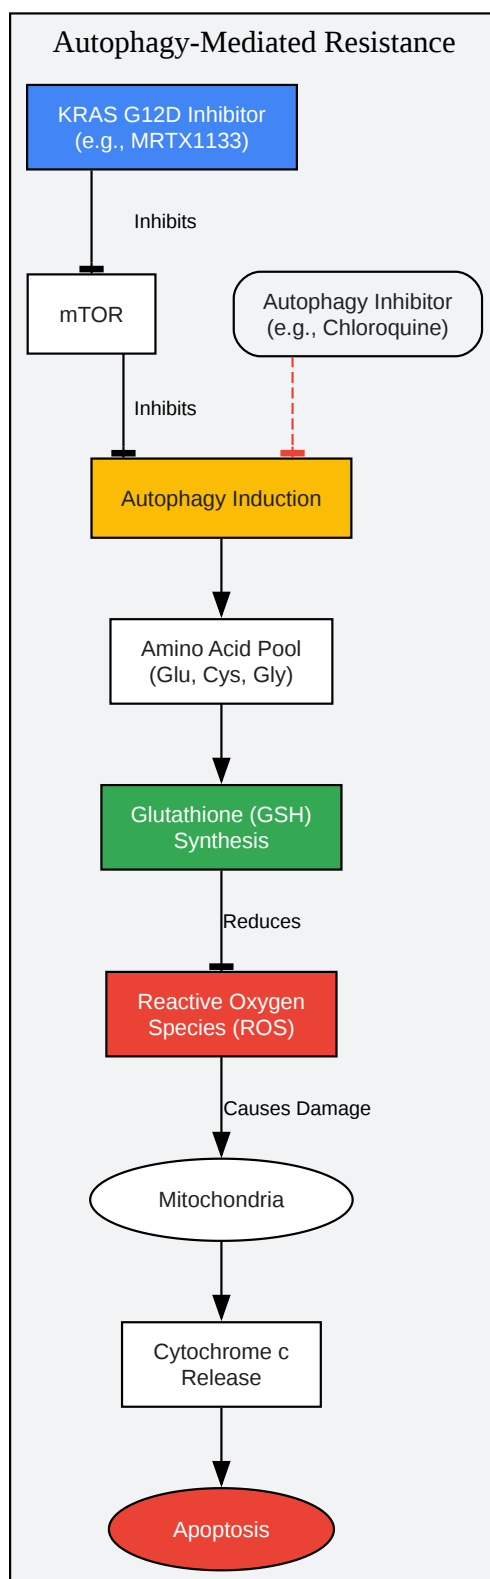 Autophagy-Mediated Resistance
KRAS G12D Inhibitor
(e.g., MRTX1133)
Inhibits
mTOR
Autophagy Inhibitor
(e.g., Chloroquine)
Inhibits
Autophagy Induction
Amino Acid Pool
(Glu, Cys, Gly)
Glutathione (GSH)
Synthesis
Reduces
Reactive Oxygen
Species (ROS)
Causes Damage
Mitochondria
Cytochrome c
Release
Apoptosis